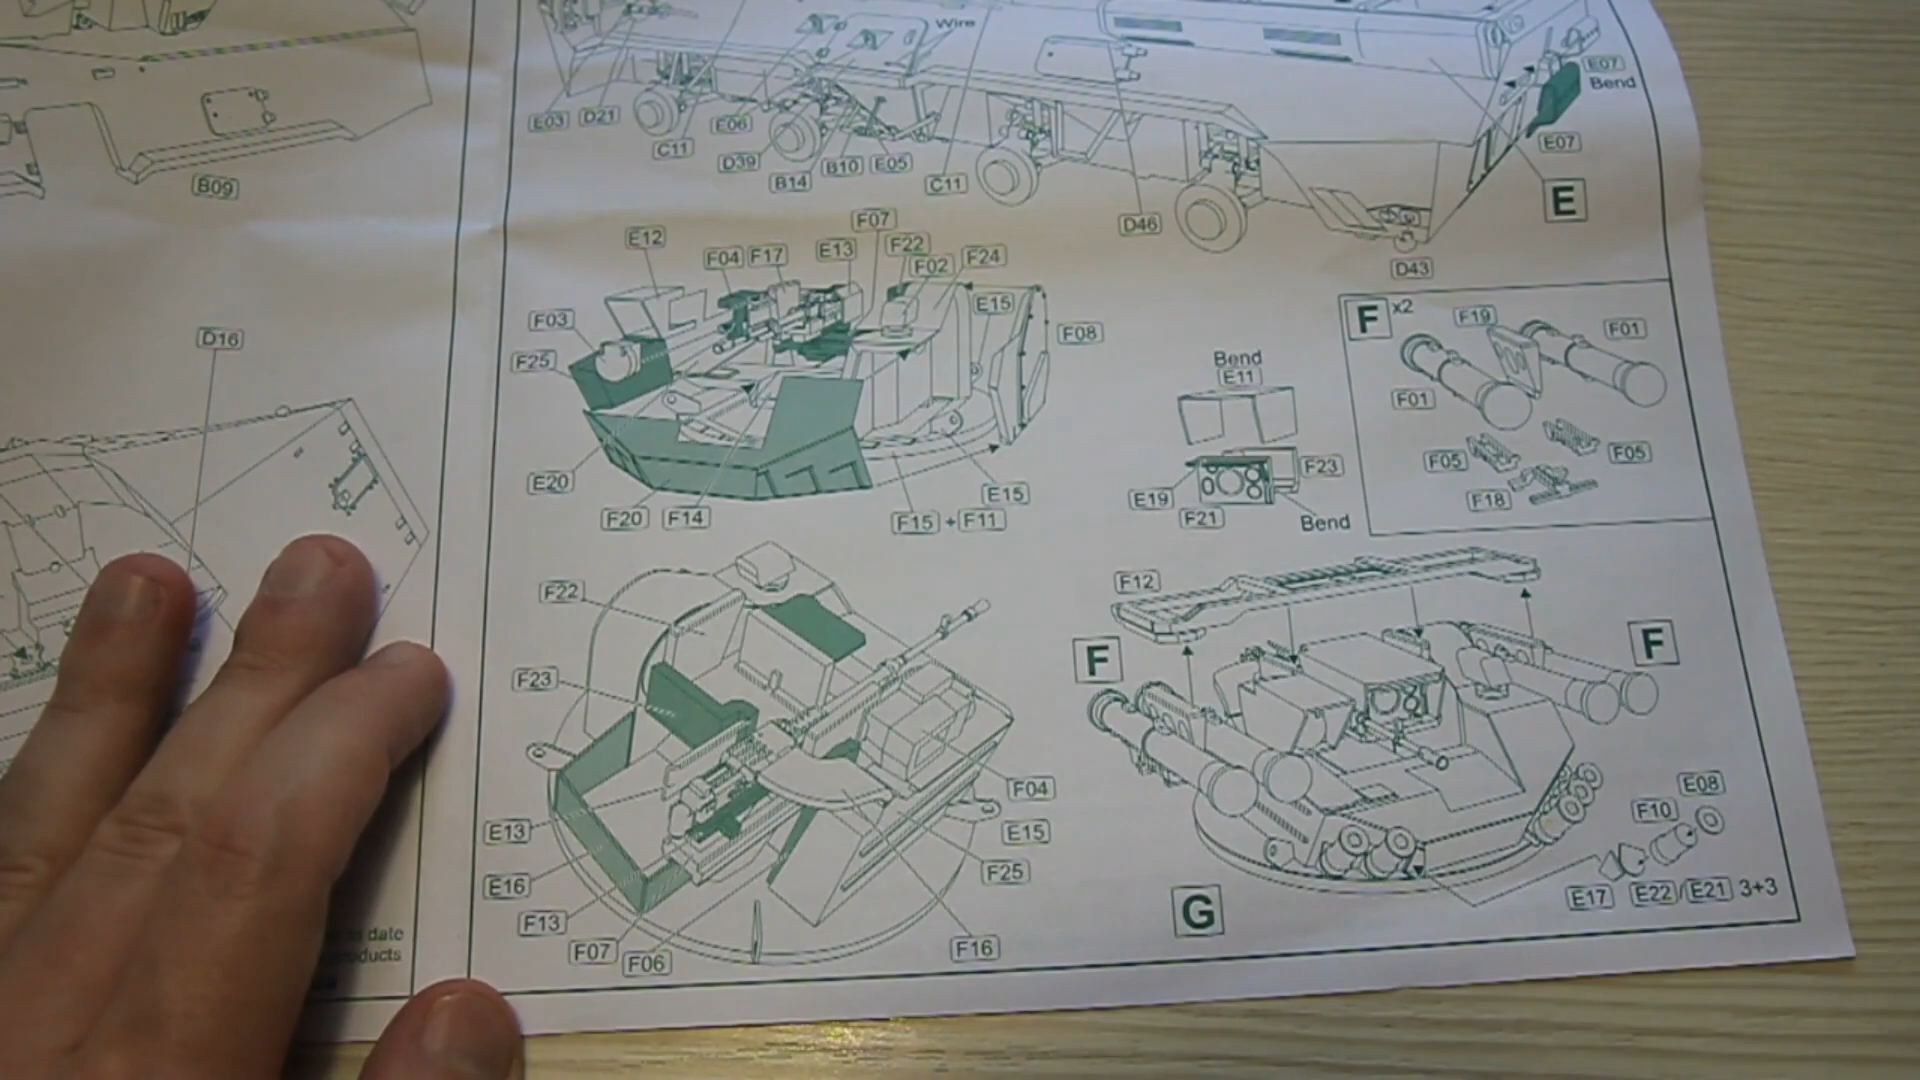 B09
D16
date
Wire
E03
D21
C11
E06
D39
B14
B10
E05
C11
D46
D43
E07
Bend
E07
E
E12
F04
F17
E13
F07
F22
F02
F24
E15
F08
F03
F25
E20
F20
F14
F15 + F11
E15
Bend
E11
E19
F21
F23
Bend
F x2
F19
F01
F01
F05
F05
F18
F22
F23
E13
E16
F13
F07
F06
F16
F25
E15
F04
F12
F
F
G
E08
F10
E17
E22/E21 3+3